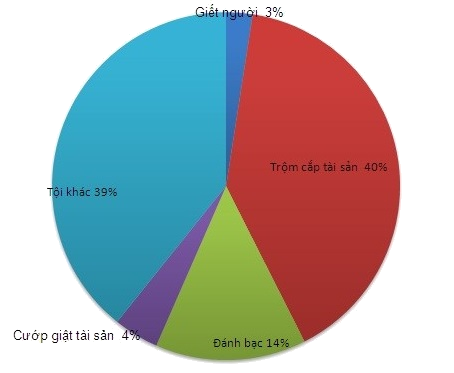 Giết người 3%
Trộm cắp tài sản 40%
Tội khác 39%
Cướp giật tài sản 4%
Đánh bạc 14%